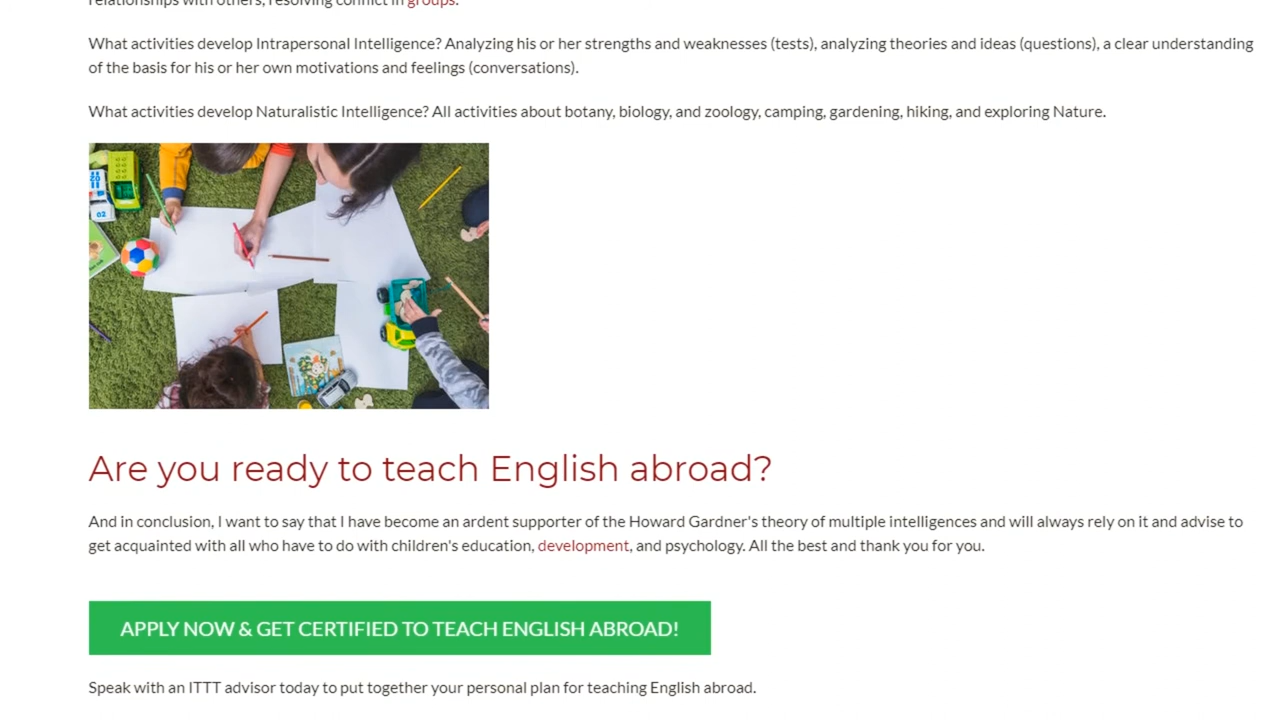 relationships with others, resolving conflict in groups.
What activities develop Intrapersonal Intelligence? Analyzing his or her strengths and weaknesses (tests), analyzing theories and ideas (questions), a clear understanding
of the basis for his or her own motivations and feelings (conversations).
What activities develop Naturalistic Intelligence? All activities about botany, biology, and zoology, camping, gardening, hiking, and exploring Nature.
02
Are you ready to teach English abroad?
And in conclusion, I want to say that I have become an ardent supporter of the Howard Gardner's theory of multiple intelligences and will always rely on it and advise to
get acquainted with all who have to do with children's education, development, and psychology. All the best and thank you for you.
APPLY NOW & GET CERTIFIED TO TEACH ENGLISH ABROAD!
Speak with an ITTT advisor today to put together your personal plan for teaching English abroad.